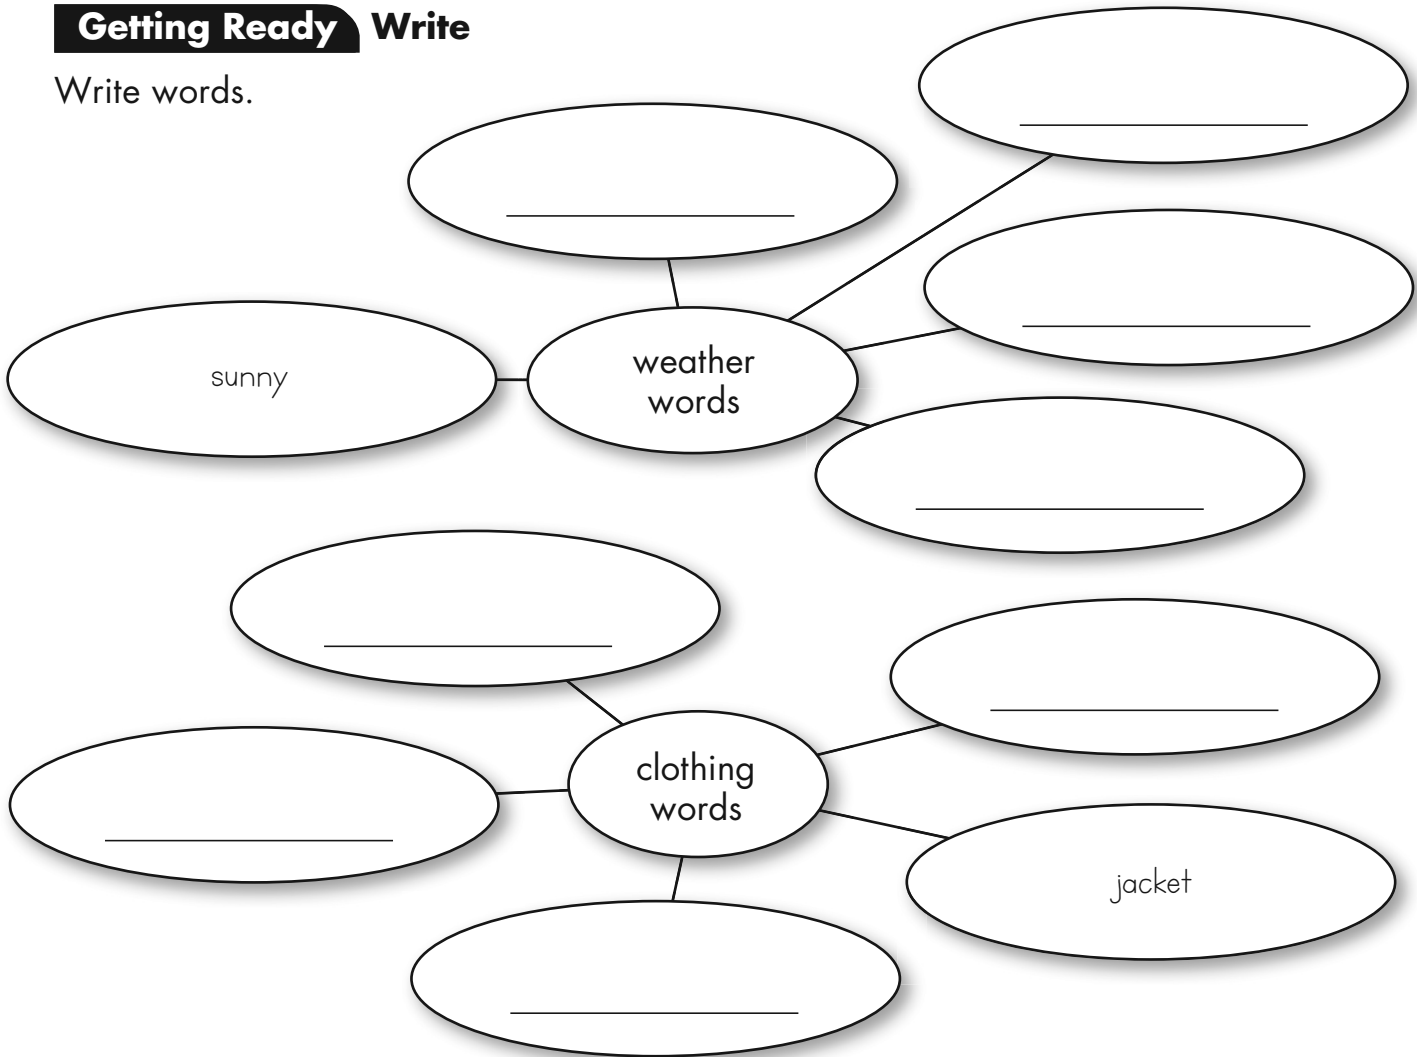 Getting Ready Write
Write words.
sunny
weather
words
clothing
words
jacket